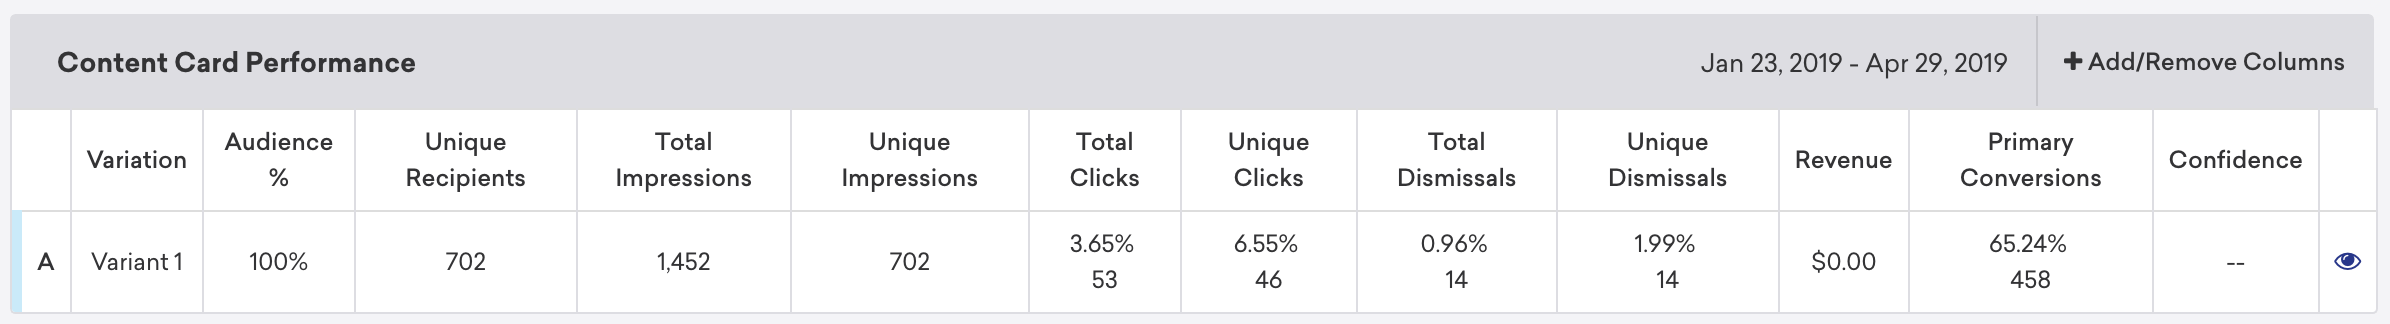 Content Card Performance
Jan 23, 2019 - Apr 29, 2019
+ Add/Remove Columns
Variation
Audience
%
Unique
Recipients
Total
Impressions
Unique
Impressions
Total
Clicks
Unique
Clicks
Total
Dismissals
Unique
Dismissals
Revenue
Primary
Conversions
Confidence
A
Variant 1
100%
702
1,452
702
3.65%
53
6.55%
46
0.96%
14
1.99%
14
$0.00
65.24%
458
--